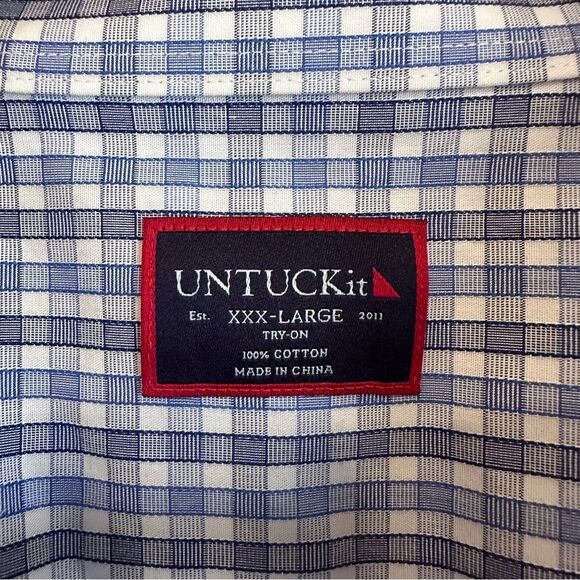 UNTUCKit
Est. XXX-LARGE 2011
TRY-ON
100% COTTON
MADE IN CHINA